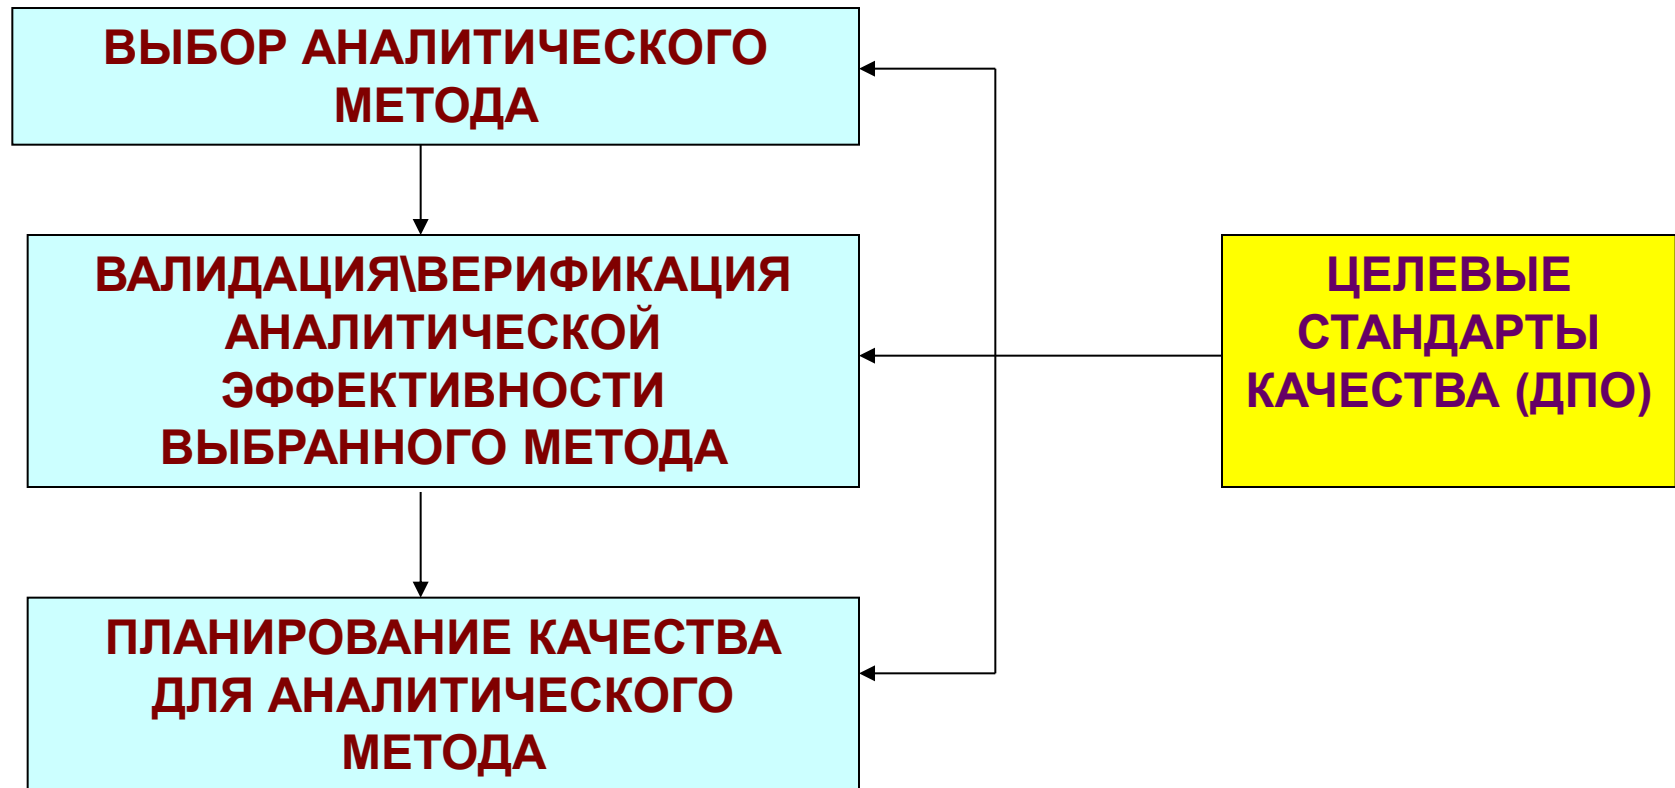 ВЫБОР АНАЛИТИЧЕСКОГО
МЕТОДА
ВАЛИДАЦИЯ\ВЕРИФИКАЦИЯ
АНАЛИТИЧЕСКОЙ
ЭФФЕКТИВНОСТИ
ВЫБРАННОГО МЕТОДА
ЦЕЛЕВЫЕ
СТАНДАРТЫ
КАЧЕСТВА (ДПО)
ПЛАНИРОВАНИЕ КАЧЕСТВА
ДЛЯ АНАЛИТИЧЕСКОГО
МЕТОДА